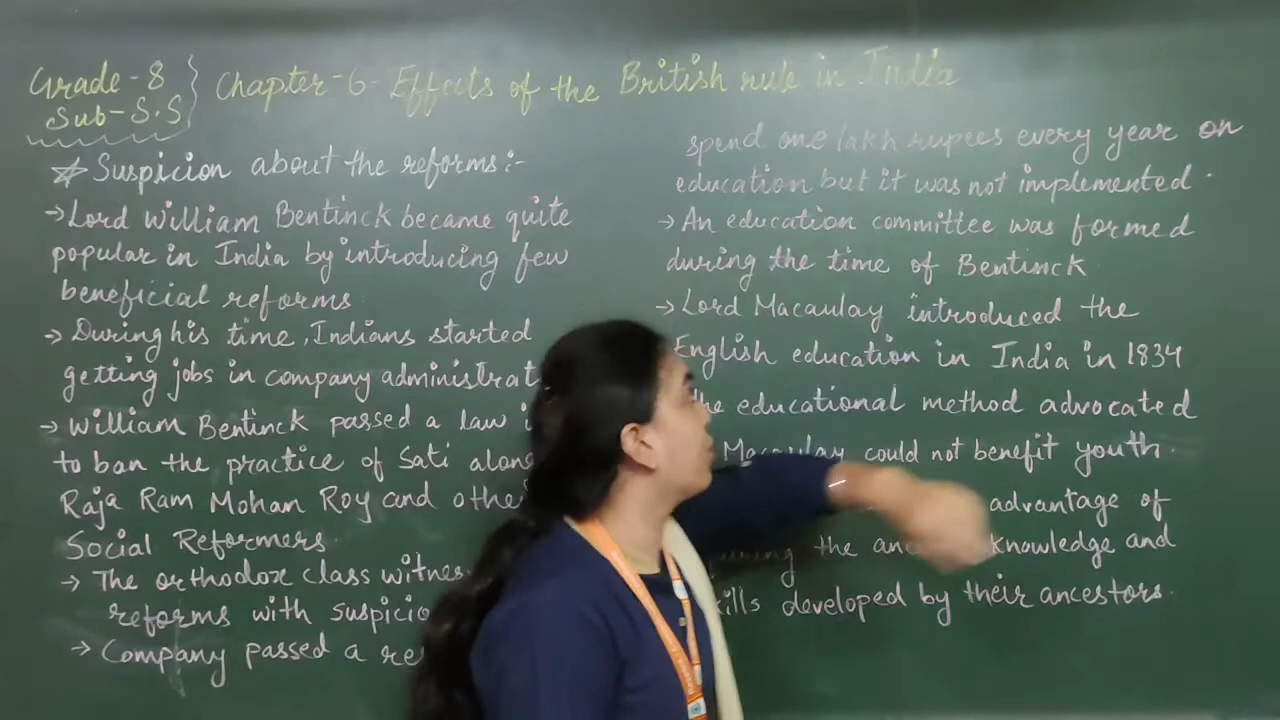 Grade-8
Sub-S.S
Chapter-6- Effects of the British rule in India
Suspicion about the reforms:-
→Lord William Bentinck became quite
popular in India by introducing few
beneficial reforms
→ During his time, Indians started
getting jobs in company administrat
→ William Bentinck passed a law
to ban the practice of Sati alon
Raja Ram Mohan Roy and othe
Social Reformers.
→ The orthodox class witnes
reforms with suspicio
→ Company passed a re
spend one lakh rupees every year on
education but it was not implemented.
→ An education committee was formed
during the time of Bentinck
→ Lord Macaulay introduced the
English education in India in 1834
the educational method advocated
Macaulay could not benefit youth.
advantage of
the knowledge and
kills developed by their ancestors.